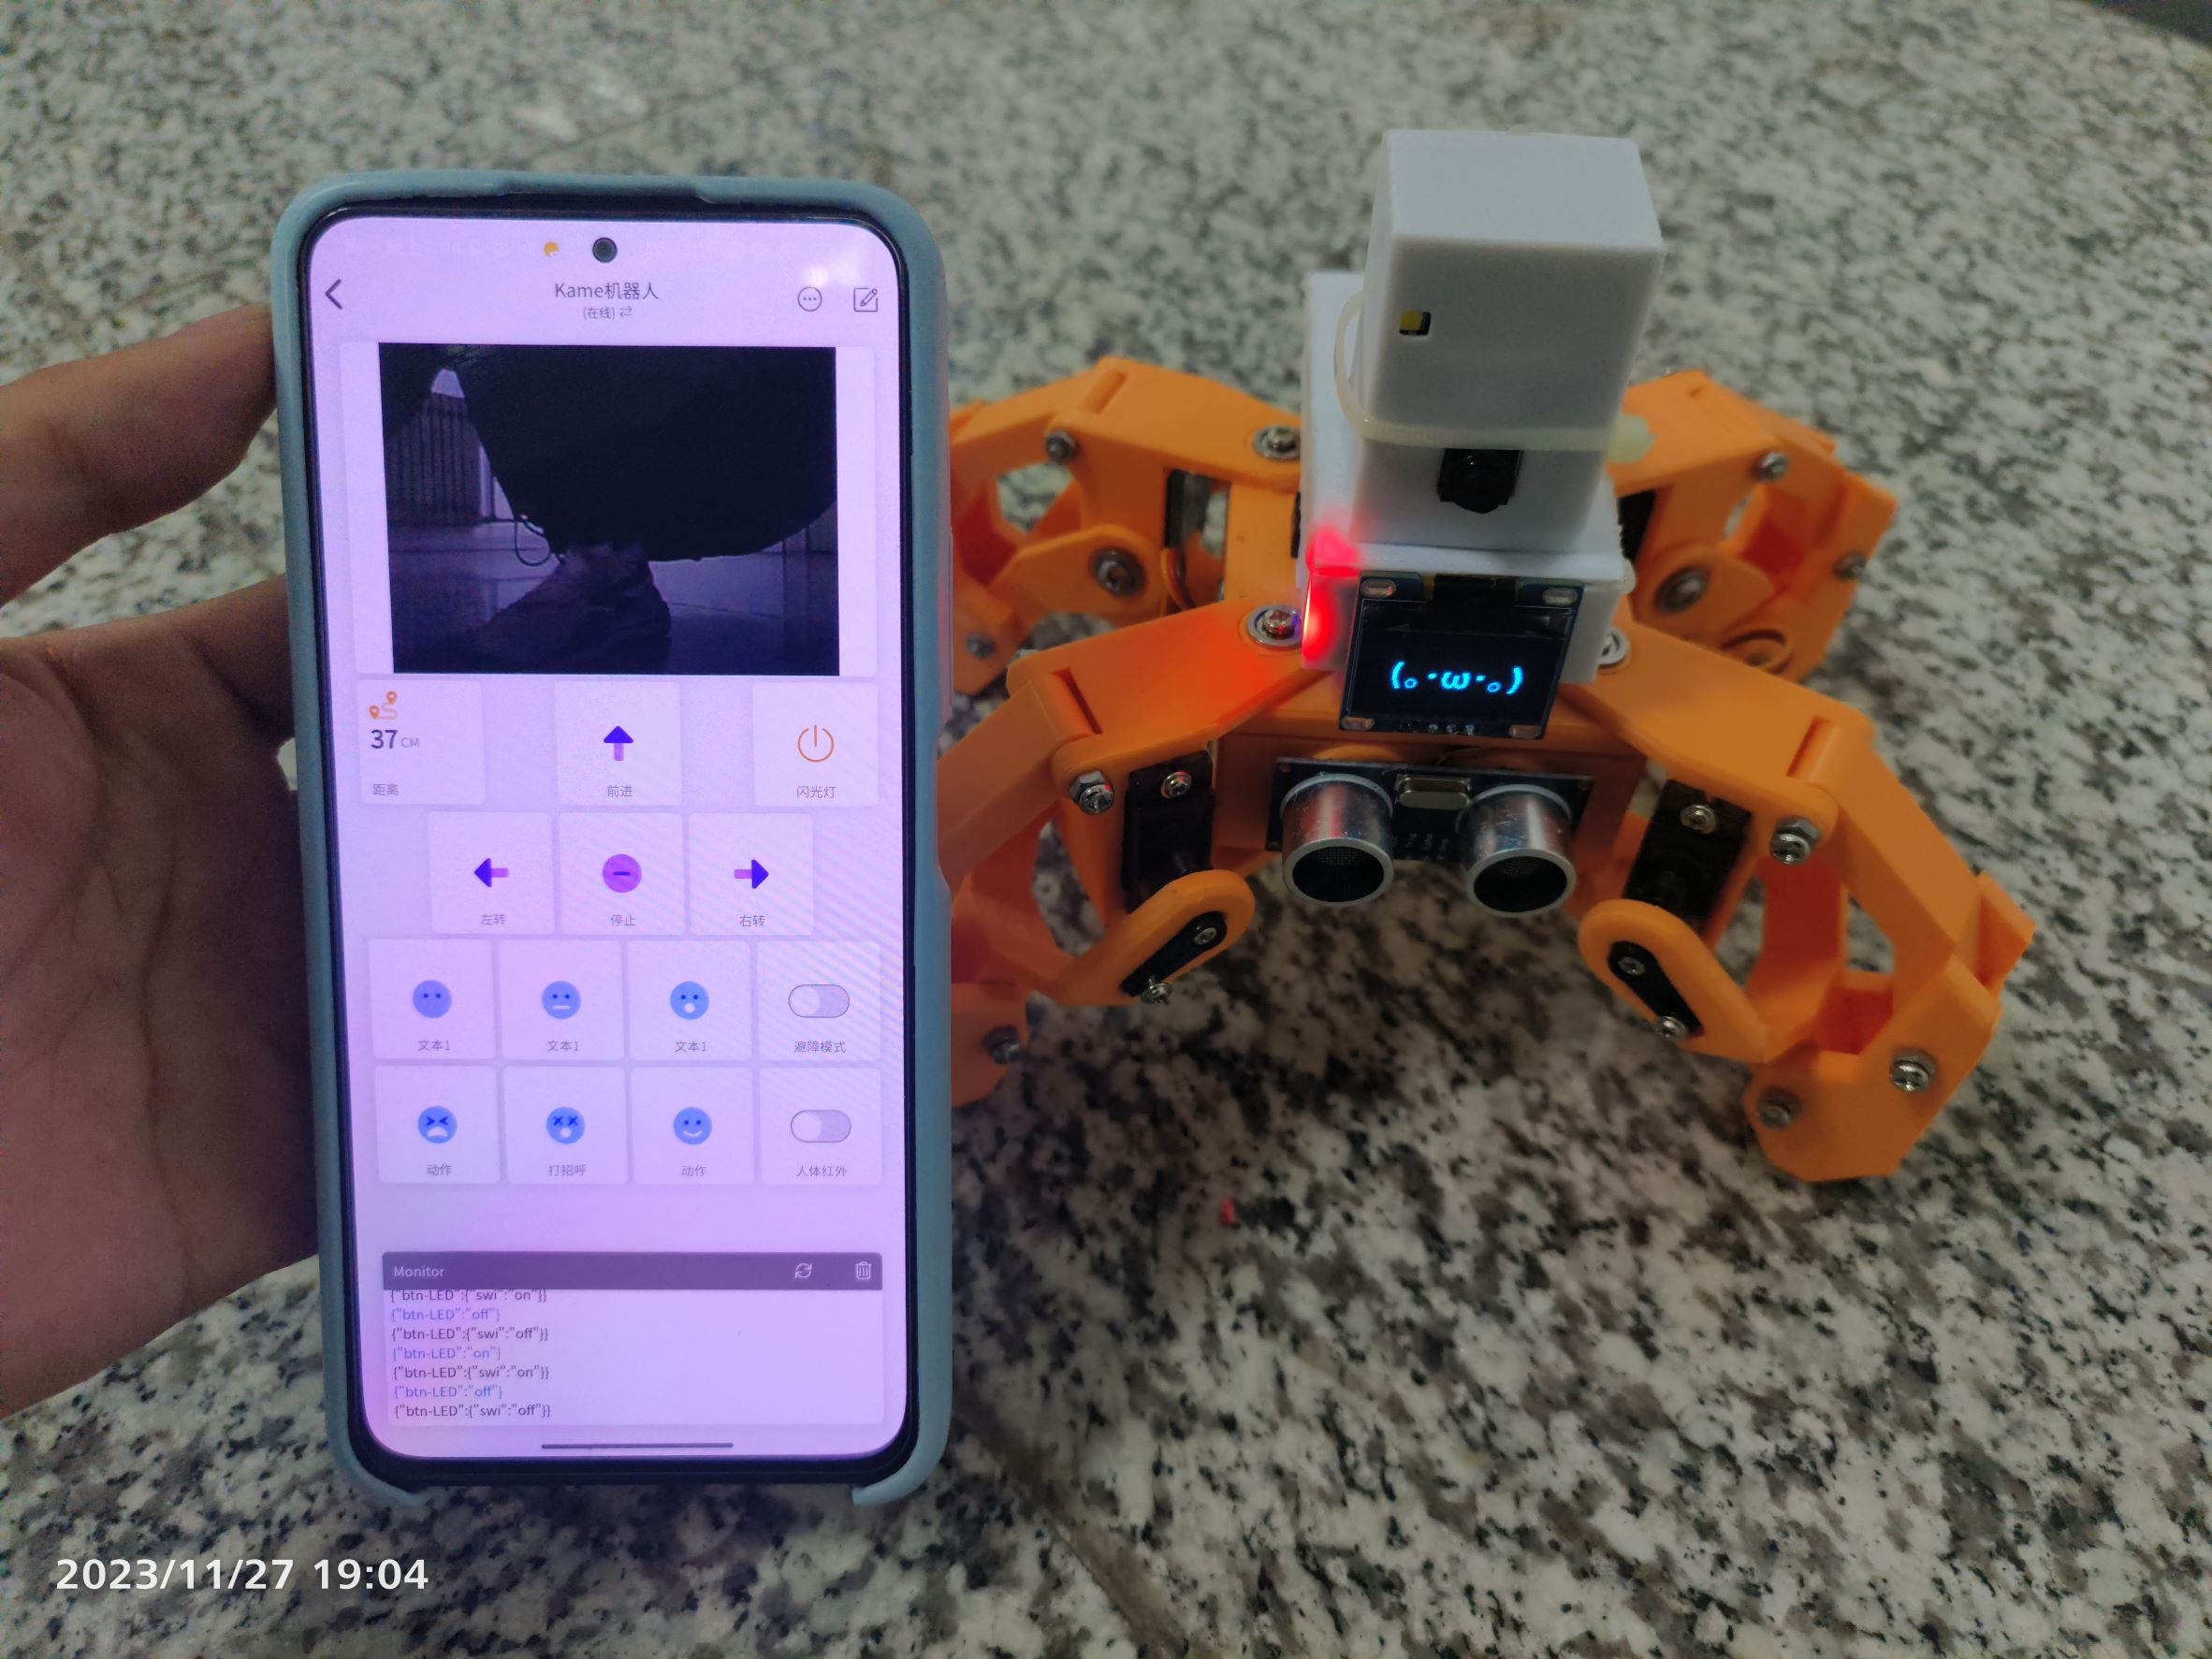 Kame机器人
(在线)
37 CM
距离
前进
闪光灯
左转
停止
右转
文本1
文本1
文本1
避障模式
动作
打招呼
动作
人体红外
Monitor
{"btn-LED":{"swi":"on"}}
{"btn-LED":"off"}
{"btn-LED":{"swi":"off"}}
{"btn-LED":"on"}
{"btn-LED":{"swi":"on"}}
{"btn-LED":"off"}
{"btn-LED":{"swi":"off"}}
(。·ω·。)
2023/11/27 19:04